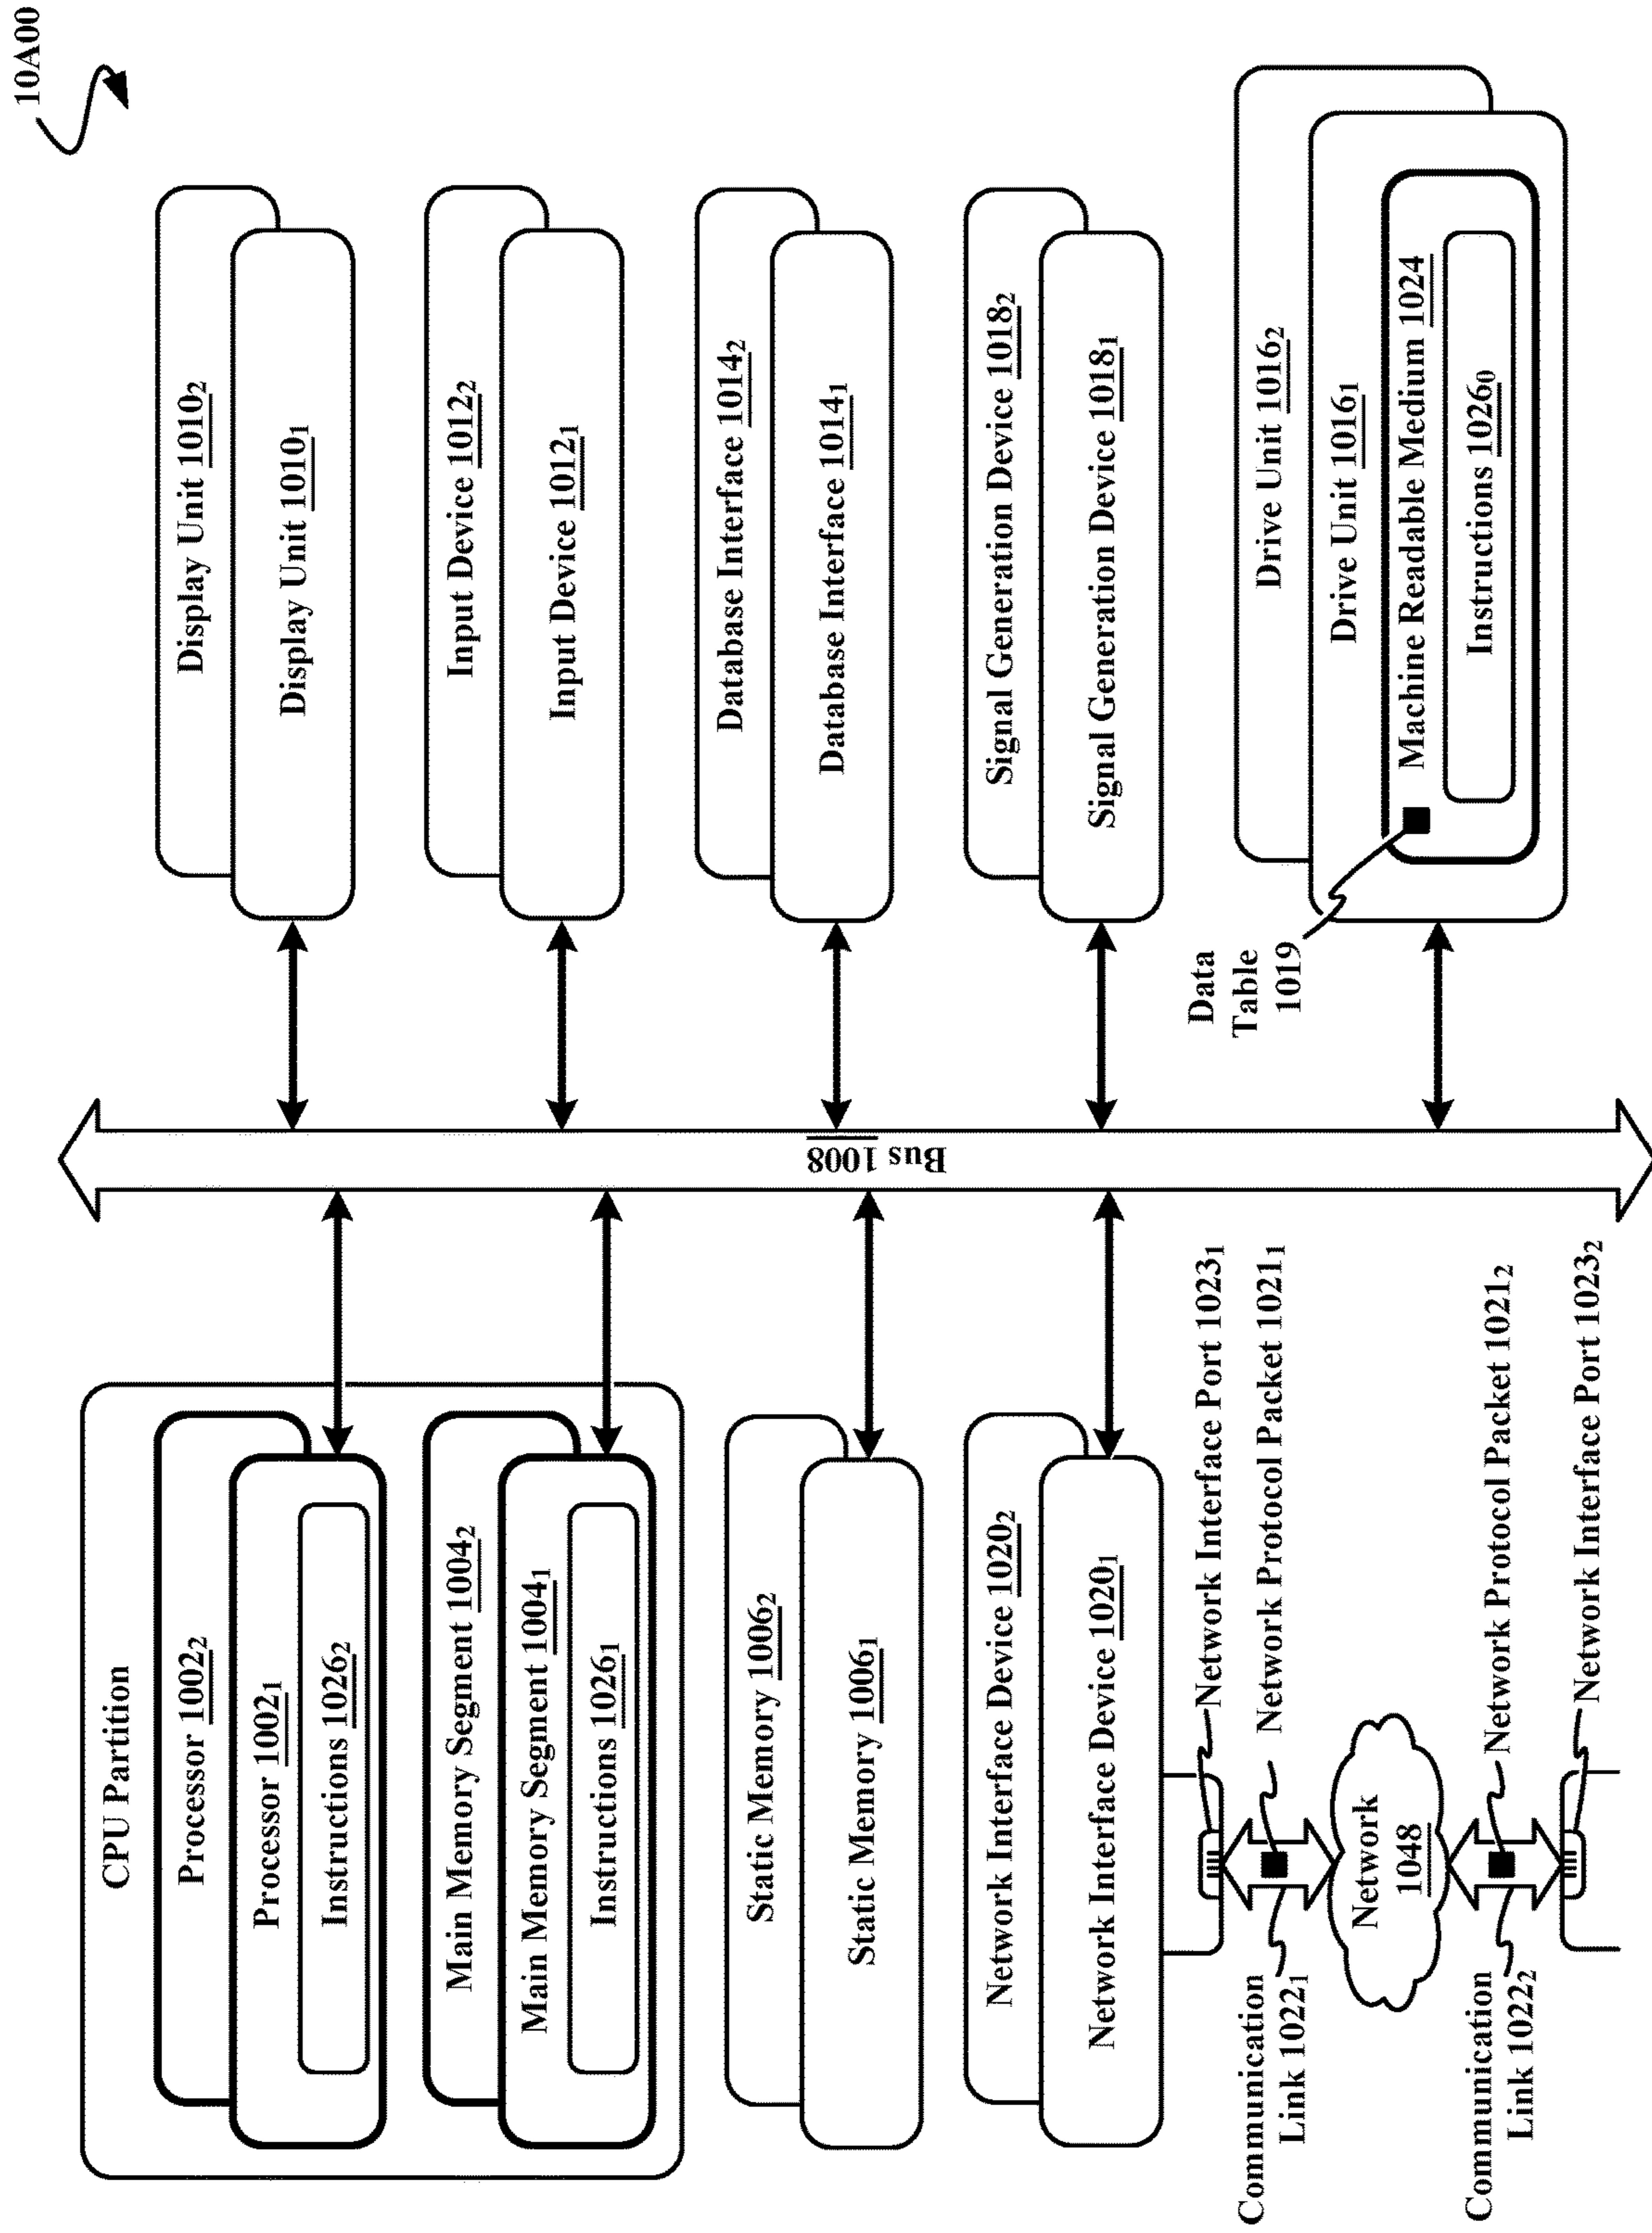 10A00
CPU Partition
Processor 1002₂
Processor 1002₁
Instructions 1026₂
Main Memory Segment 1004₂
Main Memory Segment 1004₁
Instructions 1026₁
Static Memory 1006₂
Static Memory 1006₁
Network Interface Device 1020₂
Network Interface Device 1020₁
Network Interface Port 1023₁
Network Protocol Packet 1021₁
Communication
Link 1022₁
Network
1048
Network Protocol Packet 1021₂
Communication
Link 1022₂
Network Interface Port 1023₂
Bus 1008
Display Unit 1010₂
Display Unit 1010₁
Input Device 1012₂
Input Device 1012₁
Database Interface 1014₂
Database Interface 1014₁
Signal Generation Device 1018₂
Signal Generation Device 1018₁
Data
Table
1019
Drive Unit 1016₂
Drive Unit 1016₁
Machine Readable Medium 1024
Instructions 1026₀